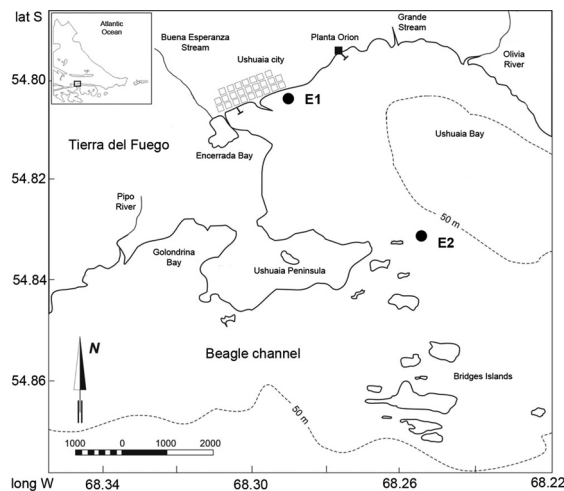 lat S
Atlantic
Ocean
Buena Esperanza
Stream
Planta Orion
Grande
Stream
Ushuaia city
Olivia
River
54.80
E1
Ushuaia Bay
Tierra del Fuego
Encerrada Bay
54.82
Pipo
River
50 m
E2
Golondrina
Bay
Ushuaia Peninsula
54.84
N
Beagle channel
54.86
Bridges Islands
50 m
1000 0 1000 2000
long W 68.34 68.30 68.26 68.22